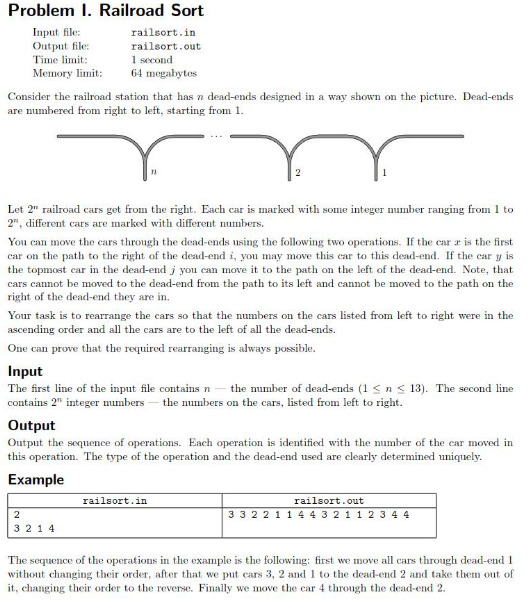 Problem I. Railroad Sort
Input file: railsort.in
Output file: railsort.out
Time limit: 1 second
Memory limit: 64 megabytes
Consider the railroad station that has n dead-ends designed in a way shown on the picture. Dead-ends
are numbered from right to left, starting from 1.
...
n 2 1
Let 2ⁿ railroad cars get from the right. Each car is marked with some integer number ranging from 1 to
2ⁿ, different cars are marked with different numbers.
You can move the cars through the dead-ends using the following two operations. If the car x is the first
car on the path to the right of the dead-end i, you may move this car to this dead-end. If the car y is
the topmost car in the dead-end j you can move it to the path on the left of the dead-end. Note, that
cars cannot be moved to the dead-end from the path to its left and cannot be moved to the path on the
right of the dead-end they are in.
Your task is to rearrange the cars so that the numbers on the cars listed from left to right were in the
ascending order and all the cars are to the left of all the dead-ends.
One can prove that the required rearranging is always possible.
Input
The first line of the input file contains n — the number of dead-ends (1 ≤ n ≤ 13). The second line
contains 2ⁿ integer numbers — the numbers on the cars, listed from left to right.
Output
Output the sequence of operations. Each operation is identified with the number of the car moved in
this operation. The type of the operation and the dead-end used are clearly determined uniquely.
Example
railsort.in railsort.out
2 3 3 2 2 1 1 4 4 3 2 1 1 2 3 4 4
3 2 1 4
The sequence of the operations in the example is the following: first we move all cars through dead-end 1
without changing their order, after that we put cars 3, 2 and 1 to the dead-end 2 and take them out of
it, changing their order to the reverse. Finally we move the car 4 through the dead-end 2.